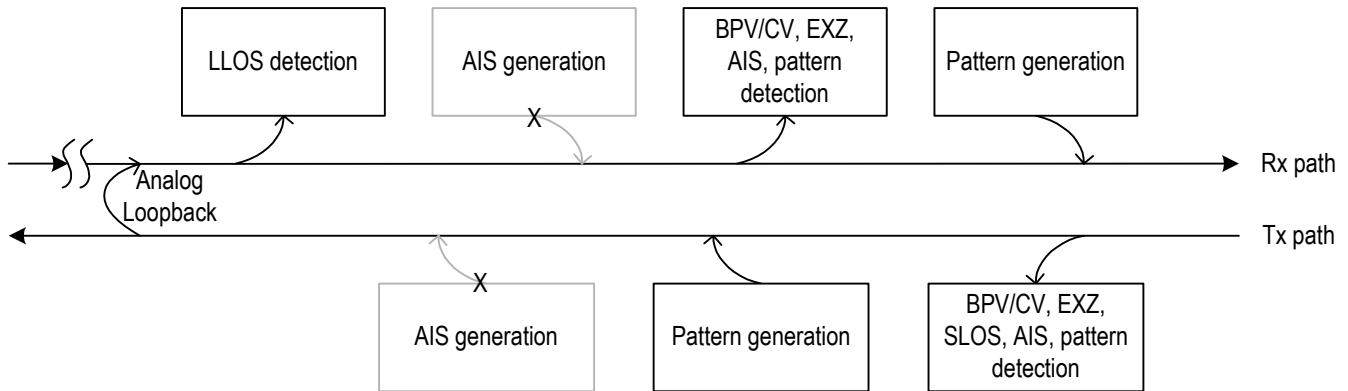 LLOS detection
AIS generation
BPV/CV, EXZ,
AIS, pattern
detection
Pattern generation
X
Rx path
Analog
Loopback
Tx path
X
AIS generation
Pattern generation
BPV/CV, EXZ,
SLOS, AIS, pattern
detection